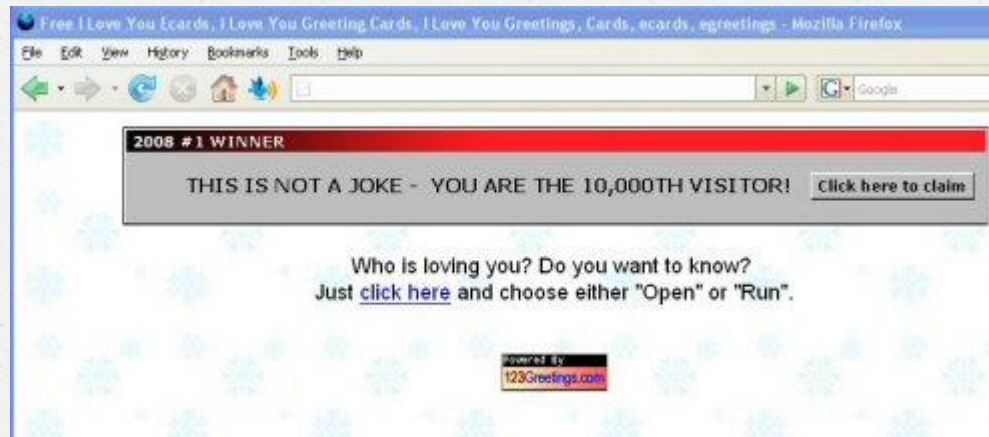 Free I Love You Ecards, I Love You Greeting Cards, I Love You Greetings, Cards, ecards, egreetings - Mozilla Firefox
File Edit View History Bookmarks Tools Help
Google
2008 #1 WINNER
THIS IS NOT A JOKE - YOU ARE THE 10,000TH VISITOR! Click here to claim
Who is loving you? Do you want to know?
Just click here and choose either "Open" or "Run".
Powered By
123Greetings.com